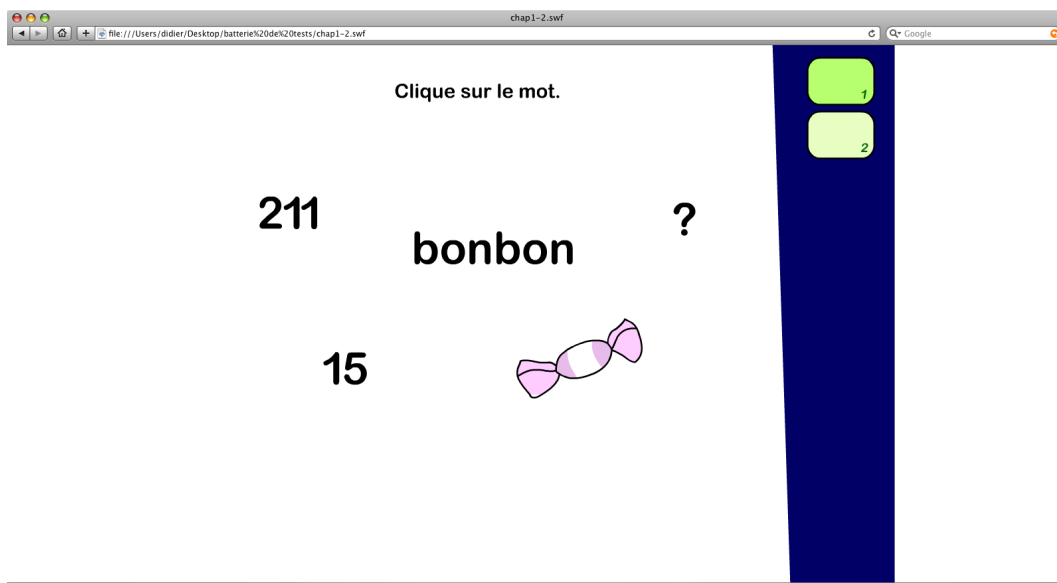 chap1-2.swf
file:///Users/didier/Desktop/batterie%20de%20tests/chap1-2.swf
Google
Clique sur le mot.
1
2
211
?
bonbon
15